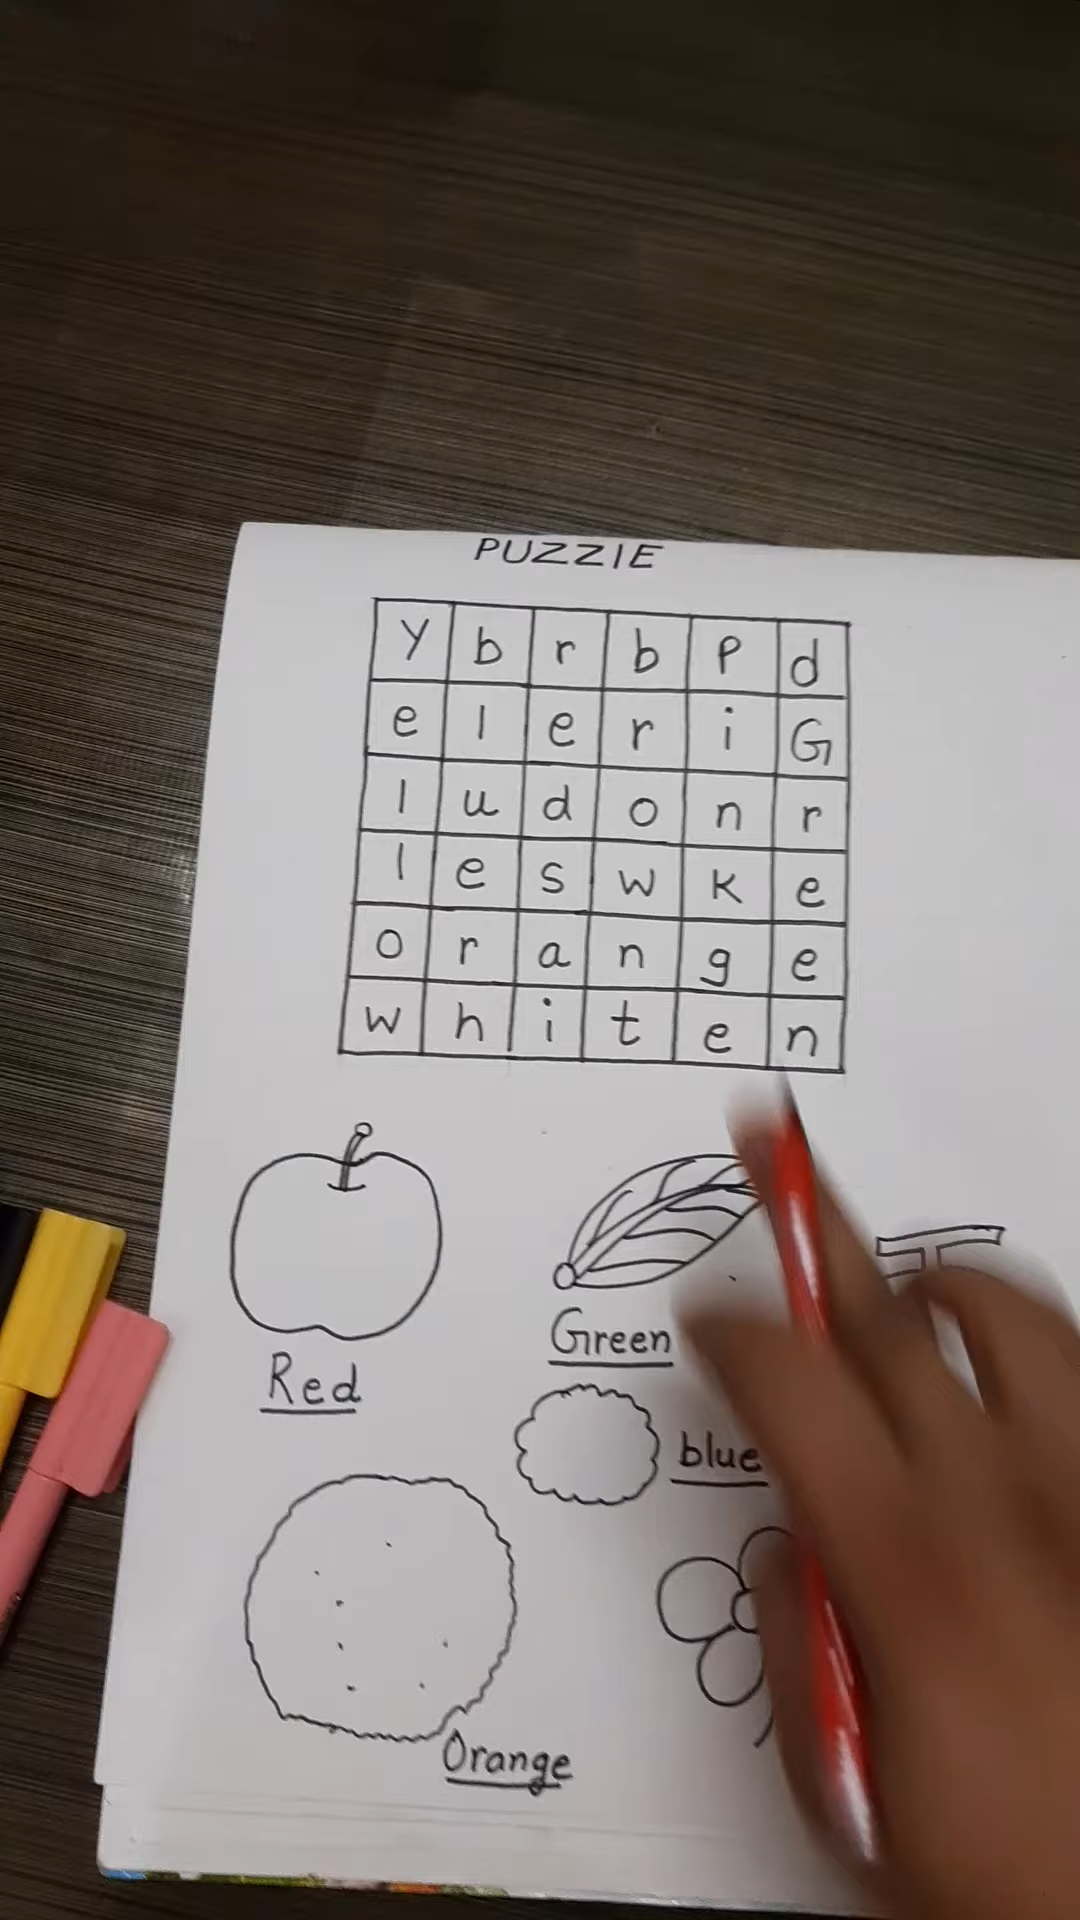 PUZZIE
y b r b p d
e l e r i G
l u d o n r
l e s w k e
o r a n g e
w h i t e n
Green
Red
blue
Orange